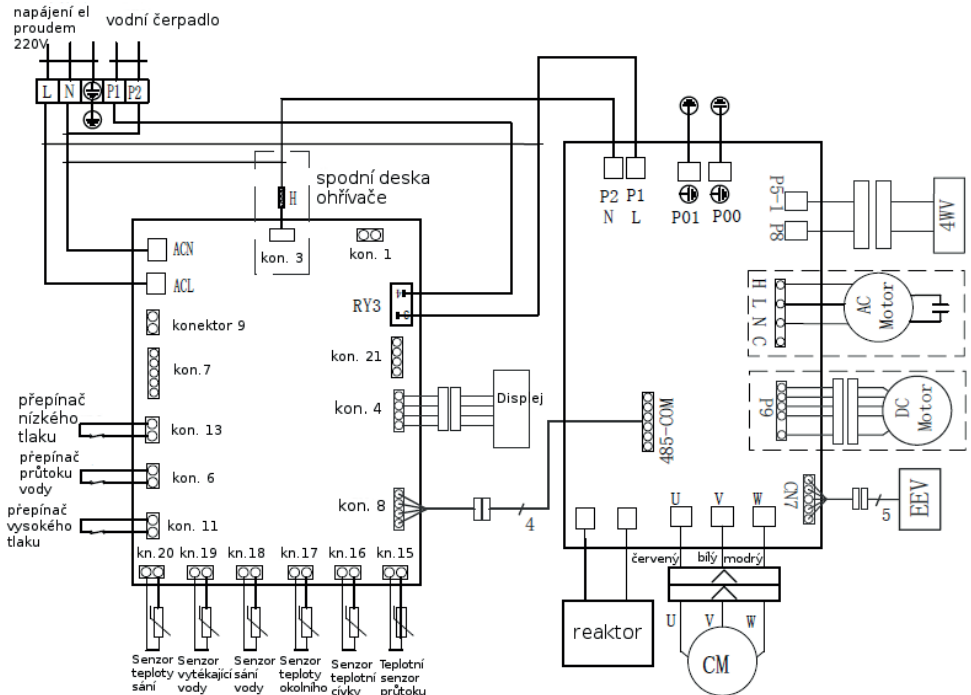 napájení el
proudem
220V
vodní čerpadlo
L N P1 P2
spodní deska
ohřívače
H
kon. 3
kon. 1
ACN
ACL
RY3
4
3
konektor 9
kon.7
kon. 21
kon. 4
Displej
přepínač
nízkého
tlaku
kon. 13
přepínač
průtoku
vody
kon. 6
přepínač
vysokého
tlaku
kon. 11
kon. 8
4
kn.20 kn.19 kn.18 kn.17 kn.16 kn.15
Senzor
teploty
sání
Senzor
vytékající
vody
Senzor
sání
vody
Senzor
teploty
okolního
Senzor
teplotní
cívky
Teplotní
senzor
průtoku
P2 P1
N L
P01 P00
P5-1
P8
4WV
H L N C
AC
Motor
P9
DC
Motor
485-COM
CN7
5
EEV
U V W
červený bílý modrý
reaktor
U V W
CM